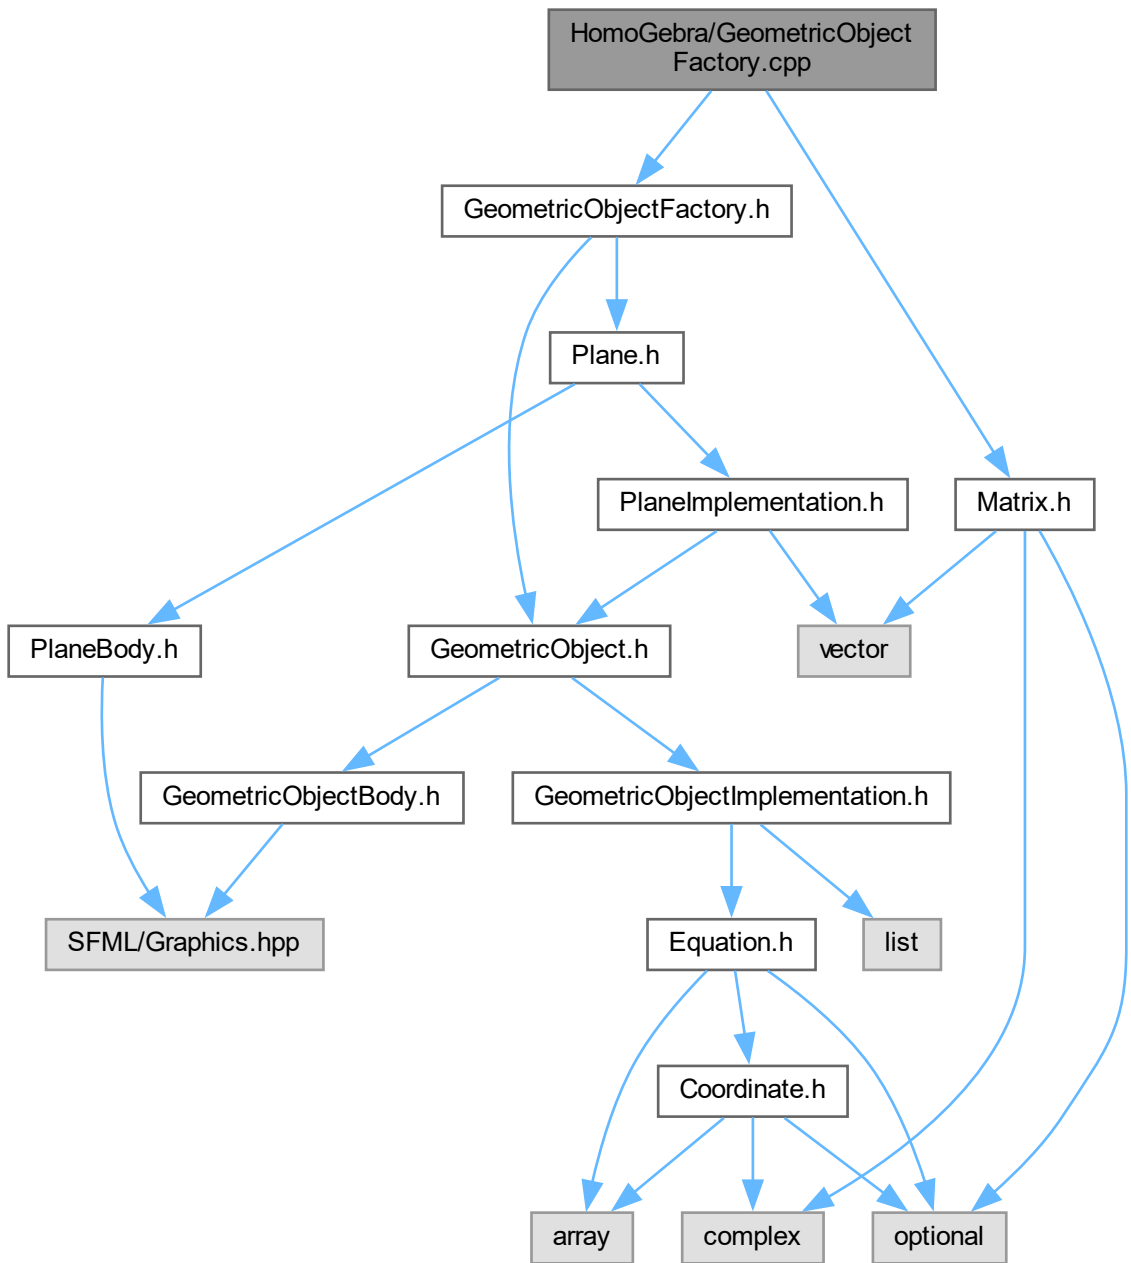 HomoGebra/GeometricObject
Factory.cpp
GeometricObjectFactory.h
Plane.h
PlaneImplementation.h
Matrix.h
PlaneBody.h
GeometricObject.h
vector
GeometricObjectBody.h
GeometricObjectImplementation.h
SFML/Graphics.hpp
Equation.h
list
Coordinate.h
array
complex
optional